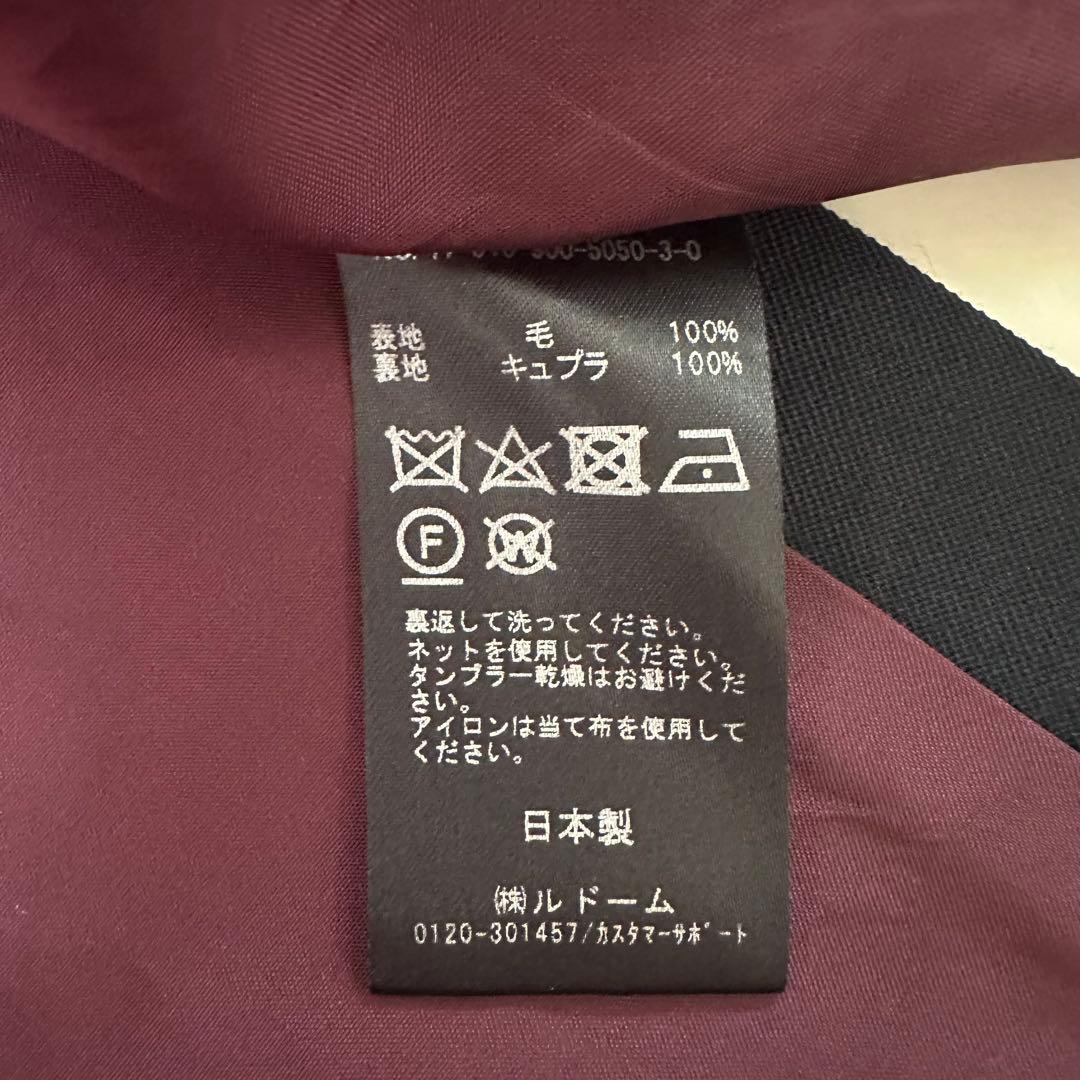 00-5050-3-0
表地 毛 100%
裏地 キュプラ 100%
F W
裏返して洗ってください。
ネットを使用してください。
タンブラー乾燥はお避けくだ
さい。
アイロンは当て布を使用して
ください。
日本製
㈱ルドーム
0120-301457/ｶｽﾀﾏｰｻﾎﾟｰﾄ